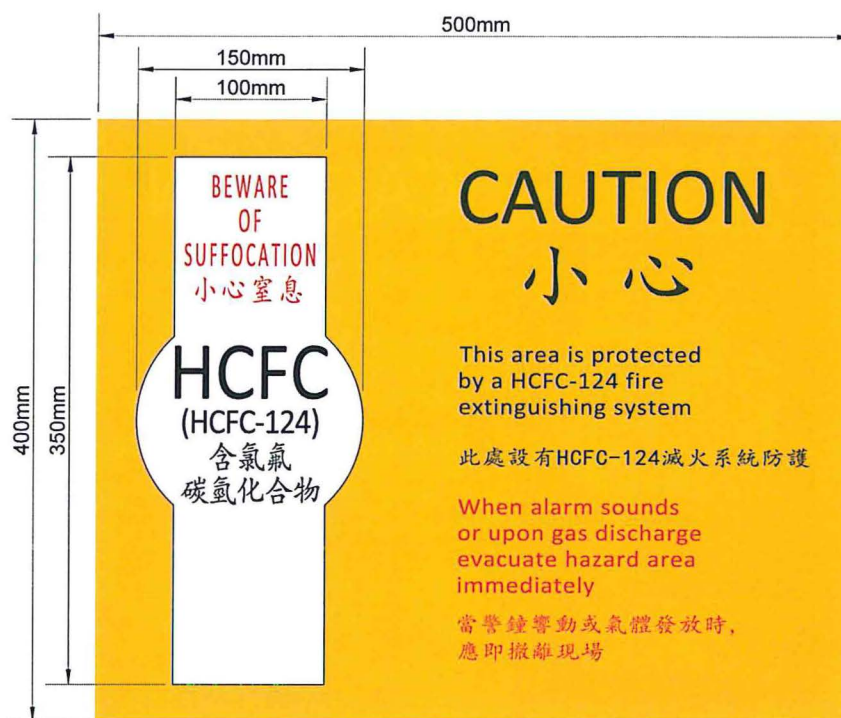 500mm
150mm
100mm
400mm
350mm
BEWARE
OF
SUFFOCATION
小心窒息
HCFC
(HCFC-124)
含氯氟
碳氫化合物
CAUTION
小心
This area is protected
by a HCFC-124 fire
extinguishing system
此處設有HCFC-124滅火系統防護
When alarm sounds
or upon gas discharge
evacuate hazard area
immediately
當警鐘響動或氣體發放時,
應即撤離現場